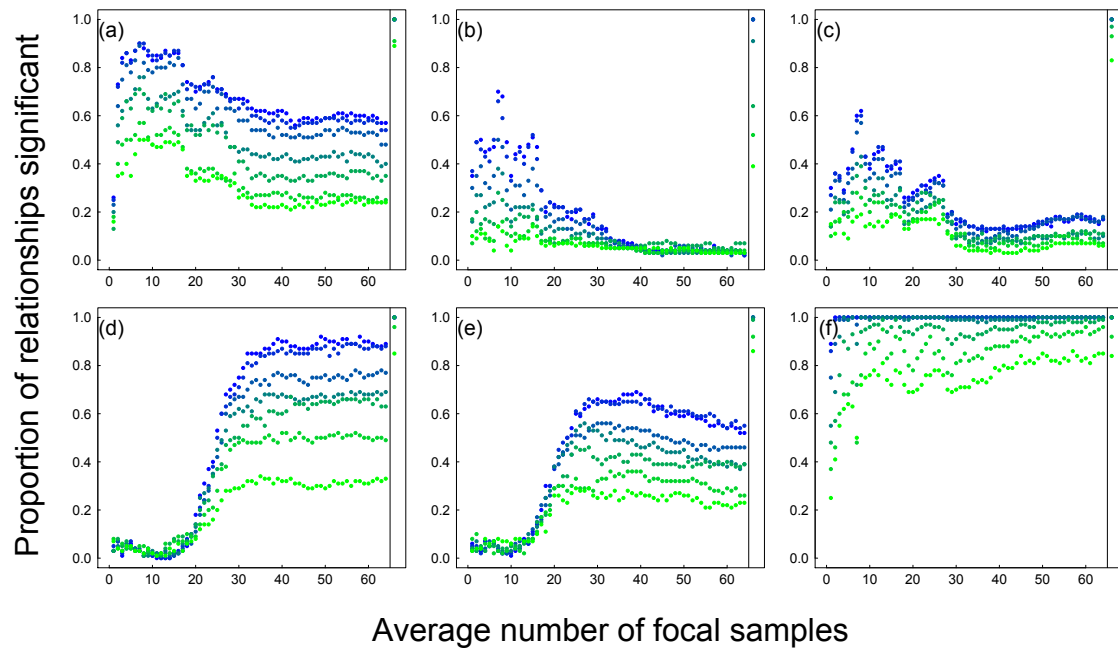 Proportion of relationships significant
(a) (b) (c)
1.0 1.0 1.0
0.8 0.8 0.8
0.6 0.6 0.6
0.4 0.4 0.4
0.2 0.2 0.2
0.0 0.0 0.0
0 10 20 30 40 50 60 0 10 20 30 40 50 60 0 10 20 30 40 50 60
(d) (e) (f)
1.0 1.0 1.0
0.8 0.8 0.8
0.6 0.6 0.6
0.4 0.4 0.4
0.2 0.2 0.2
0.0 0.0 0.0
0 10 20 30 40 50 60 0 10 20 30 40 50 60 0 10 20 30 40 50 60
Average number of focal samples